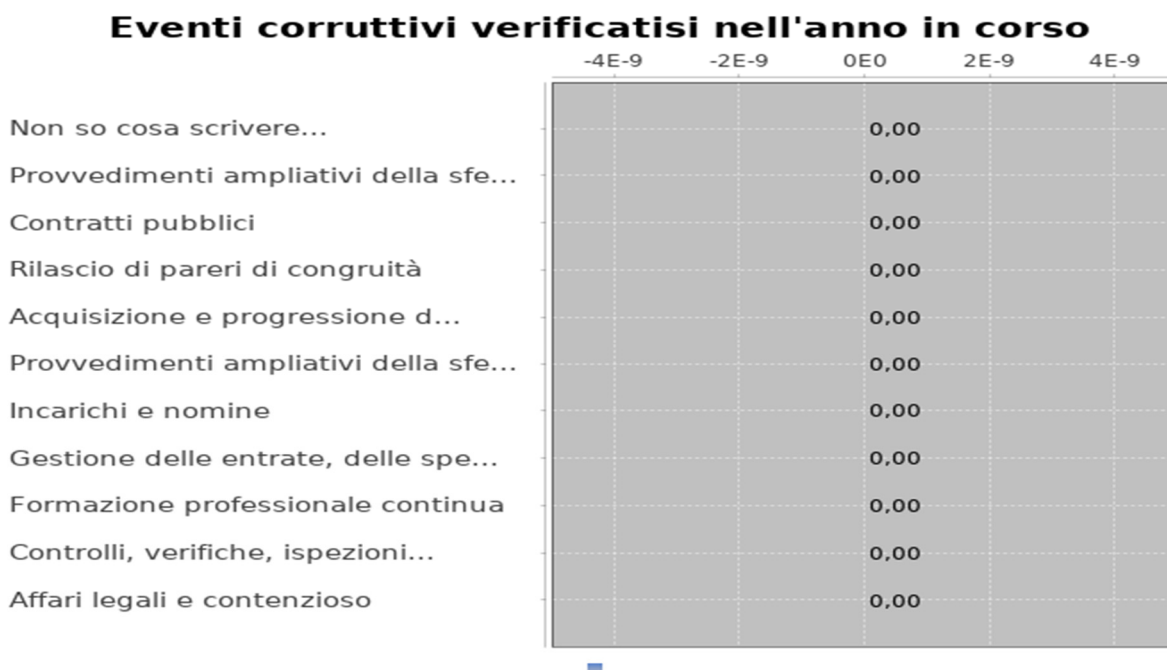 Eventi corruttivi verificatisi nell'anno in corso
-4E-9 -2E-9 0E0 2E-9 4E-9
Non so cosa scrivere... 0,00
Provvedimenti ampliativi della sfe... 0,00
Contratti pubblici 0,00
Rilascio di pareri di congruità 0,00
Acquisizione e progressione d... 0,00
Provvedimenti ampliativi della sfe... 0,00
Incarichi e nomine 0,00
Gestione delle entrate, delle spe... 0,00
Formazione professionale continua 0,00
Controlli, verifiche, ispezioni... 0,00
Affari legali e contenzioso 0,00